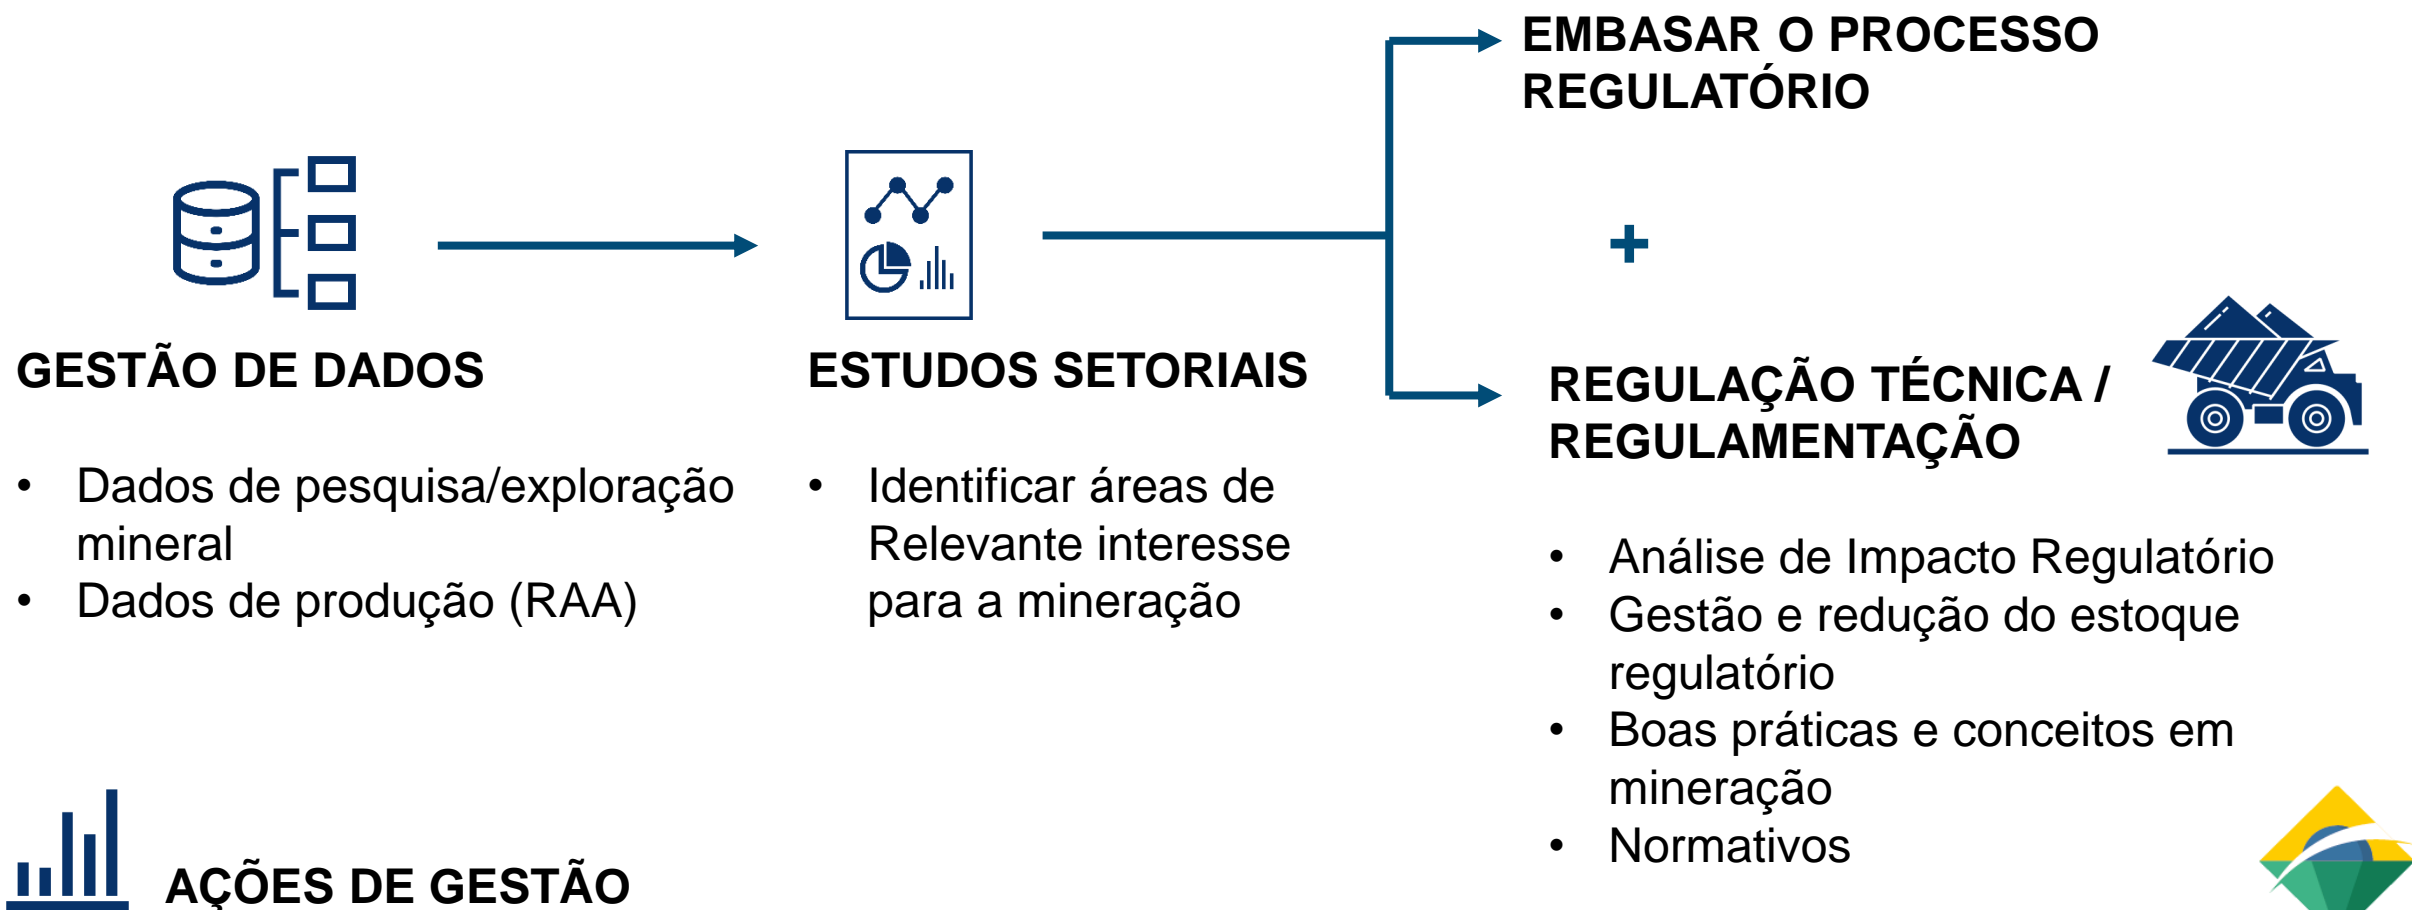 EMBASAR O PROCESSO
REGULATÓRIO
+
GESTÃO DE DADOS
• Dados de pesquisa/exploração
mineral
• Dados de produção (RAA)
ESTUDOS SETORIAIS
• Identificar áreas de
Relevante interesse
para a mineração
REGULAÇÃO TÉCNICA /
REGULAMENTAÇÃO
• Análise de Impacto Regulatório
• Gestão e redução do estoque
regulatório
• Boas práticas e conceitos em
mineração
• Normativos
AÇÕES DE GESTÃO